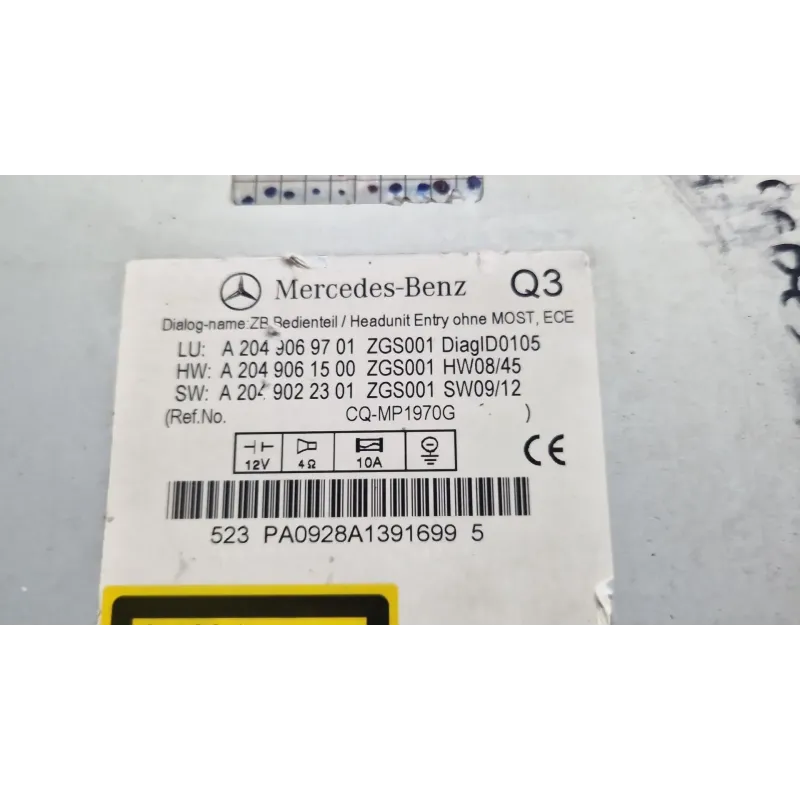 Mercedes-Benz Q3
Dialog-name:ZB Bedienteil / Headunit Entry ohne MOST, ECE
LU: A 204 906 97 01 ZGS001 DiagID0105
HW: A 204 906 15 00 ZGS001 HW08/45
SW: A 204 902 23 01 ZGS001 SW09/12
(Ref.No. CQ-MP1970G )
12V 4Ω 10A
CE
523 PA0928A1391699 5